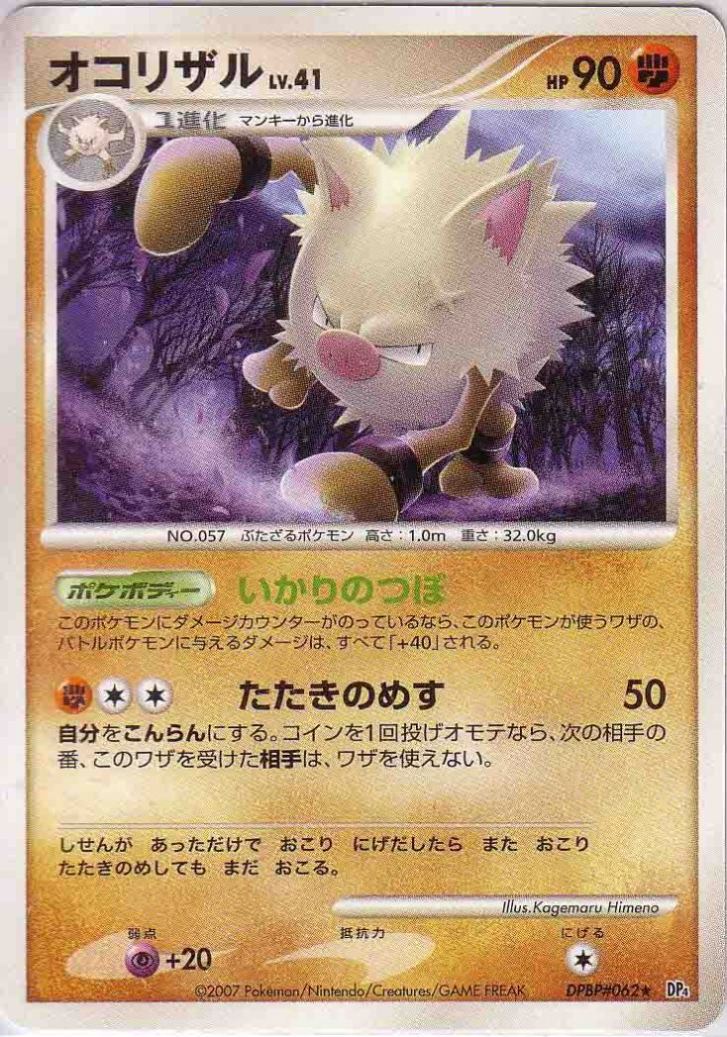 オコリザル LV.41 HP 90
1進化 マンキーから進化
NO.057 ぶたざるポケモン 高さ:1.0m 重さ:32.0kg
ポケボディー いかりのつぼ
このポケモンにダメージカウンターがのっているなら、このポケモンが使うワザの、
バトルポケモンに与えるダメージは、すべて「+40」される。
たたきのめす 50
自分をこんらんにする。コインを1回投げオモテなら、次の相手の
番、このワザを受けた相手は、ワザを使えない。
しせんが あっただけで おこり にげだしたら また おこり
たたきのめしても まだ おこる。
Illus.Kagemaru Himeno
弱点 抵抗力 にげる
+20
©2007 Pokémon/Nintendo/Creatures/GAME FREAK DPBP#062★ DP4